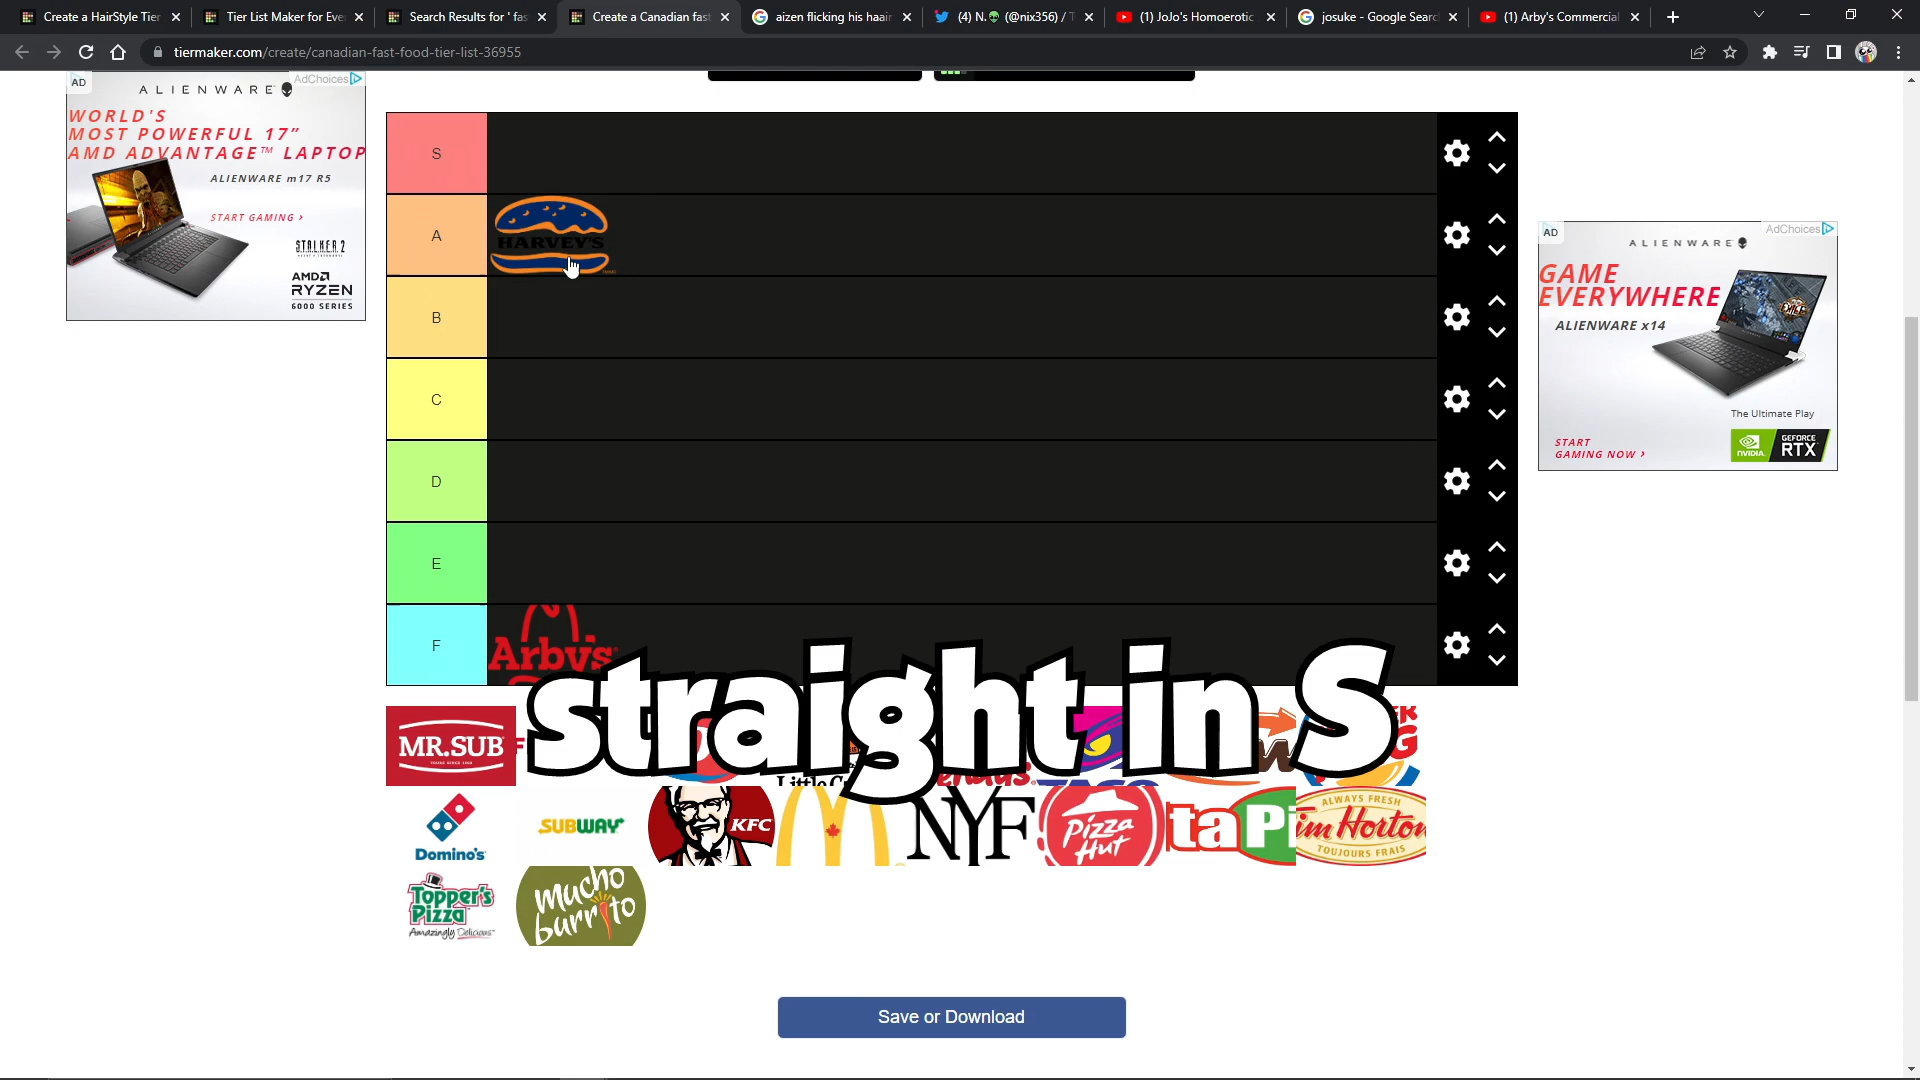 Create a HairStyle Tier
Tier List Maker for Eve
Search Results for ' fas
Create a Canadian fast
aizen flicking his haair
(4) N. (@nix356) / T
(1) JoJo's Homoerotic
josuke - Google Searc
(1) Arby's Commercial
tiermaker.com/create/canadian-fast-food-tier-list-36955
AD
AdChoices
ALIENWARE
WORLD'S
MOST POWERFUL 17"
AMD ADVANTAGE™ LAPTOP
ALIENWARE m17 R5
START GAMING ›
S.T.A.L.K.E.R. 2
AMD
RYZEN
6000 SERIES
S
A
HARVEY'S
B
C
D
E
F
Arby's
AD
AdChoices
ALIENWARE
GAME
EVERYWHERE
ALIENWARE x14
The Ultimate Play
START
GAMING NOW ›
NVIDIA
GEFORCE
RTX
straight in S
MR.SUB
Little C
TACO
Domino's
SUBWAY
KFC
NYF
Pizza
Hut
taPi
ALWAYS FRESH
im Horton
TOUJOURS FRAIS
Topper's
Pizza
Amazingly Delicious
mucho
burrito
Save or Download